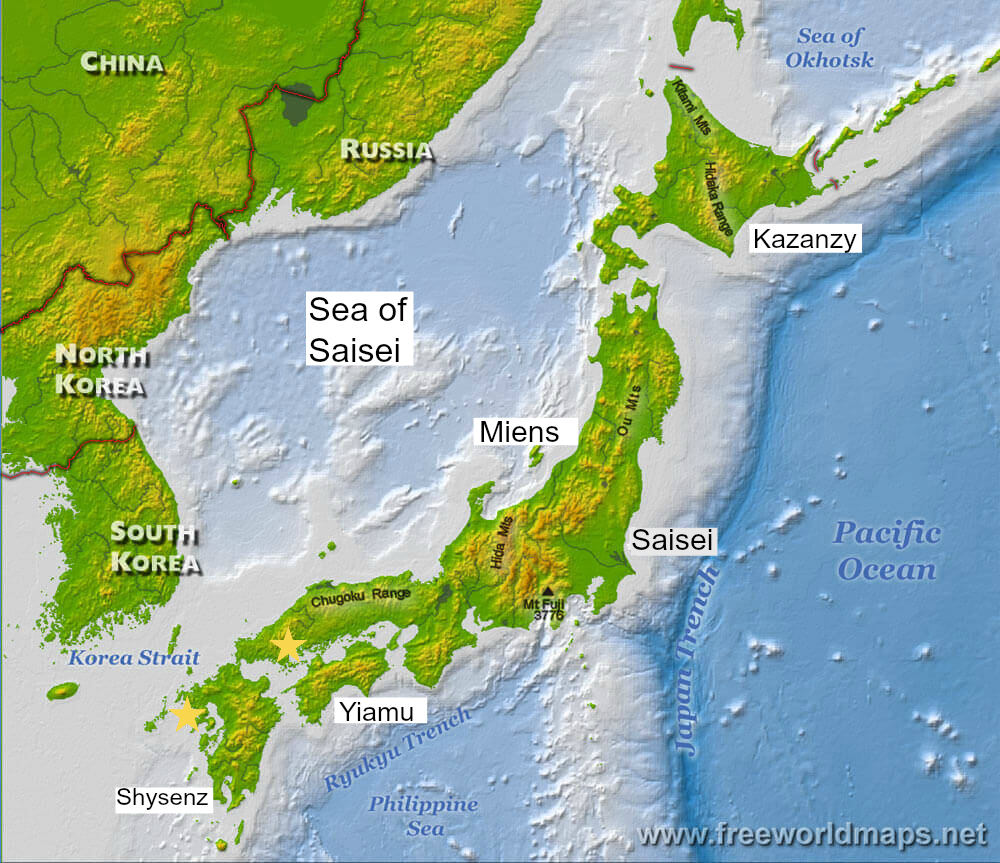 CHINA
RUSSIA
Sea of
Okhotsk
Kitami Mts
Hidaka Range
Kazanzy
Sea of
Saisei
NORTH
KOREA
Ou Mts
Miens
SOUTH
KOREA
Hida Mts
Saisei
Pacific
Ocean
Chugoku Range
Mt Fuji
3776
Japan Trench
Korea Strait
Yiamu
Ryukyu Trench
Shysenz
Philippine
Sea
www.freeworldmaps.net